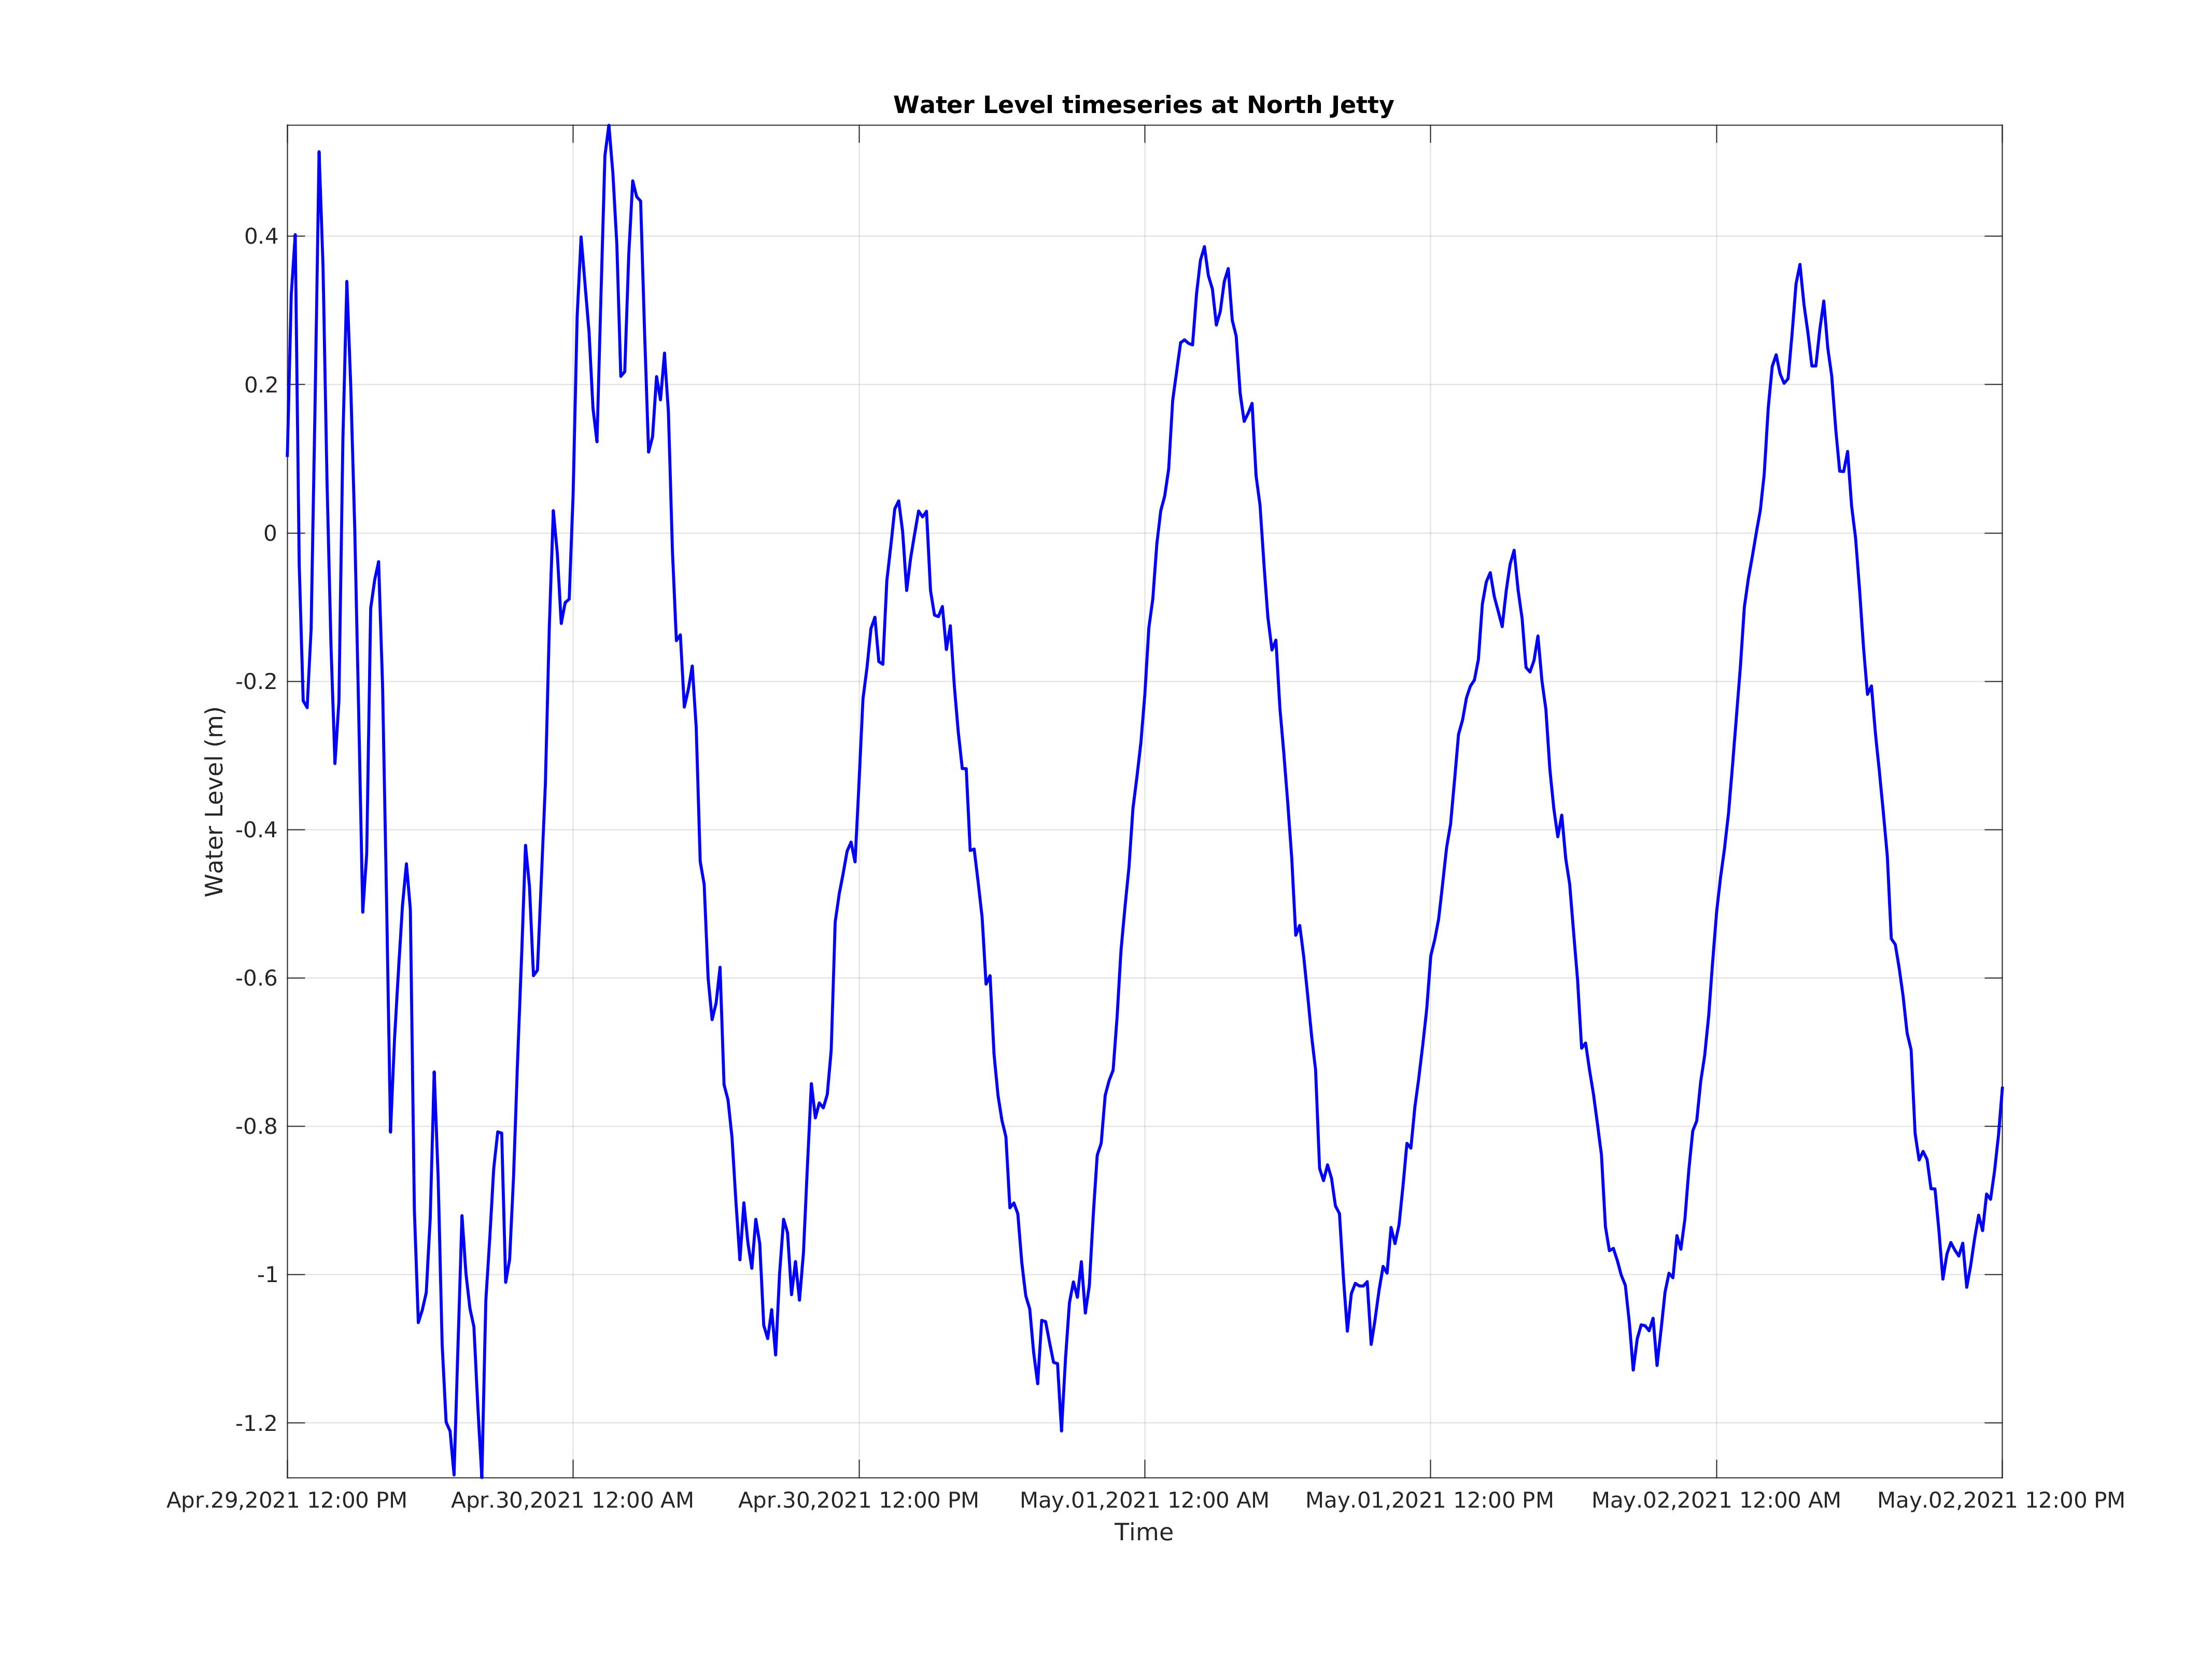 Water Level timeseries at North Jetty
0.4
0.2
0
-0.2
-0.4
-0.6
-0.8
-1
-1.2
Water Level (m)
Apr.29,2021 12:00 PM Apr.30,2021 12:00 AM Apr.30,2021 12:00 PM May.01,2021 12:00 AM May.01,2021 12:00 PM May.02,2021 12:00 AM May.02,2021 12:00 PM
Time